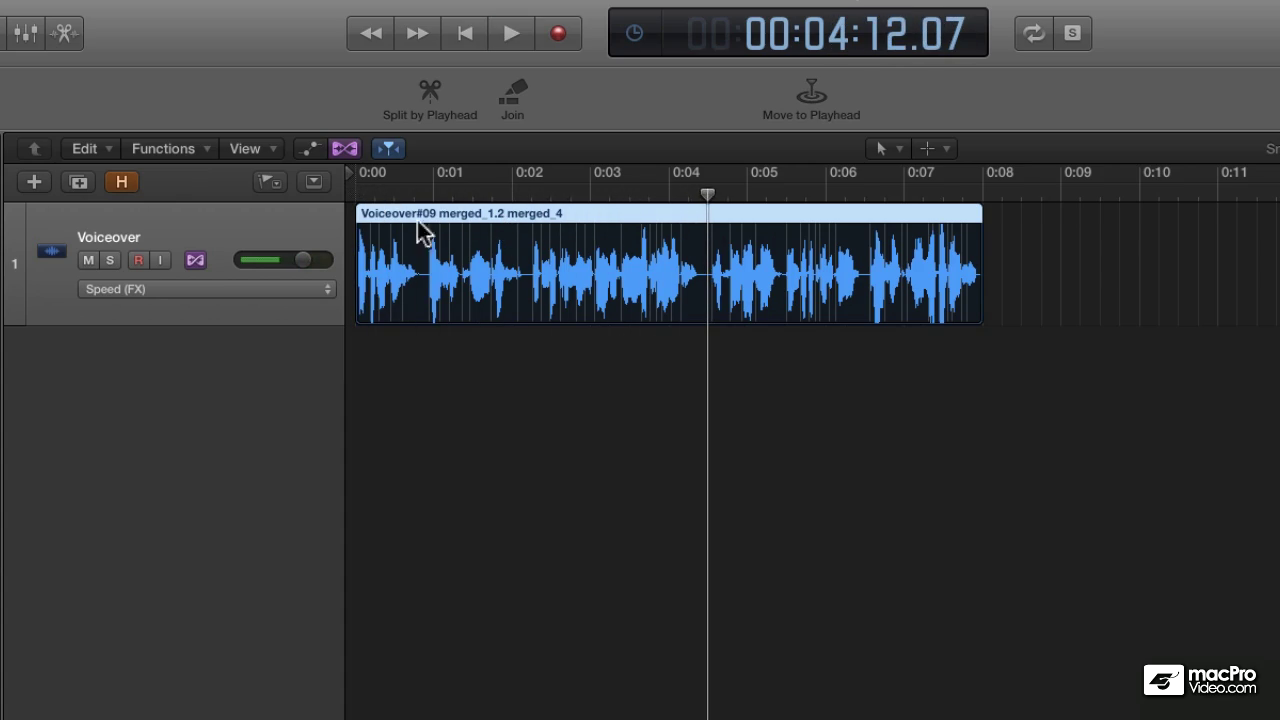 00:00:04:12.07
S
Split by Playhead
Join
Move to Playhead
Edit
Functions
View
H
0:00 0:01 0:02 0:03 0:04 0:05 0:06 0:07 0:08 0:09 0:10 0:11
Voiceover#09 merged_1.2 merged_4
1
Voiceover
M S R I
Speed (FX)
macPro
Video.com